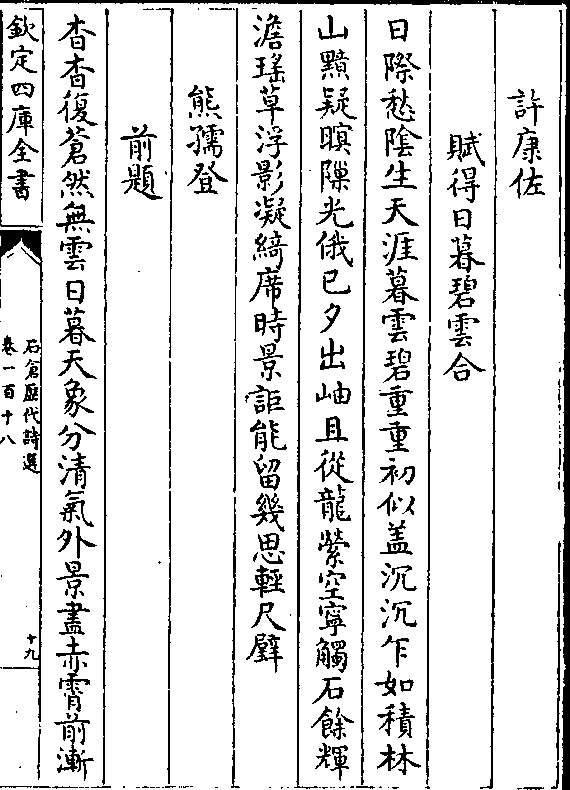 許康佐
賦得日暮碧雲合
日際愁陰生天涯暮雲碧重重初似盖沉沉乍如積林
山黯疑暝隟光俄已夕出岫且從龍縈空寧觸石餘輝
澹瑤草浮影凝綺席時景詎能留幾思輕尺璧
熊孺登
前題
杳杳復蒼然無雲日暮天象分清氣外景盡赤霄前漸
欽定四庫全書
石倉歷代詩選
卷一百十八
十九